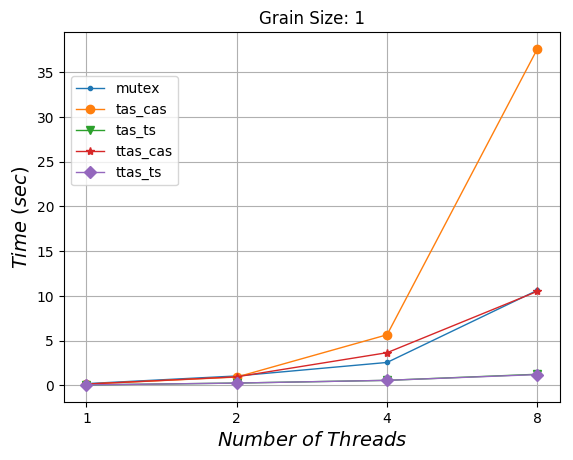 Grain Size: 1
mutex
tas_cas
tas_ts
ttas_cas
ttas_ts
Time (sec)
35
30
25
20
15
10
5
0
1 2 4 8
Number of Threads